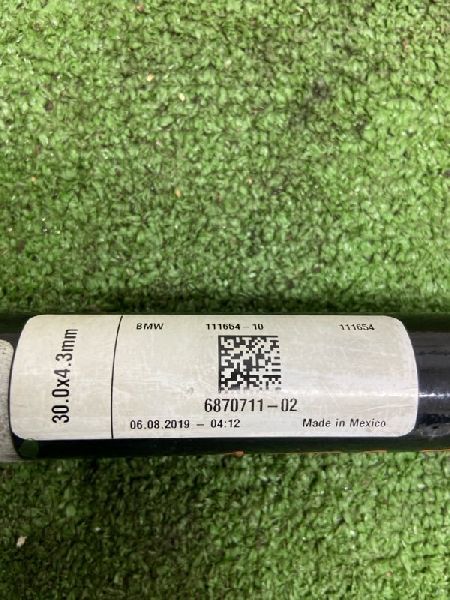 30.0x4.3mm
BMW 111664-10 111654
6870711-02
06.08.2019 - 04:12 Made in Mexico